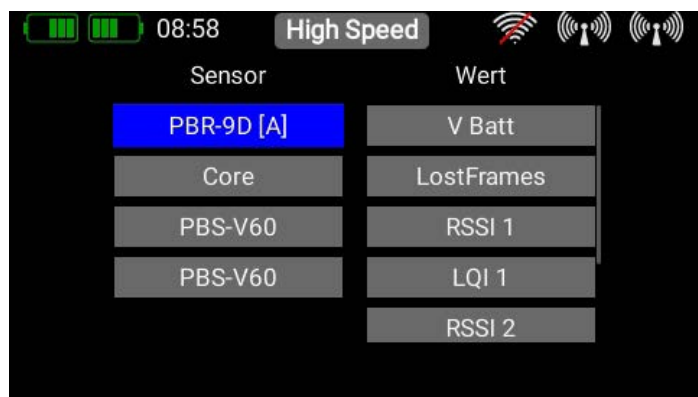 08:58 High Speed
Sensor Wert
PBR-9D [A] V Batt
Core LostFrames
PBS-V60 RSSI 1
PBS-V60 LQI 1
RSSI 2